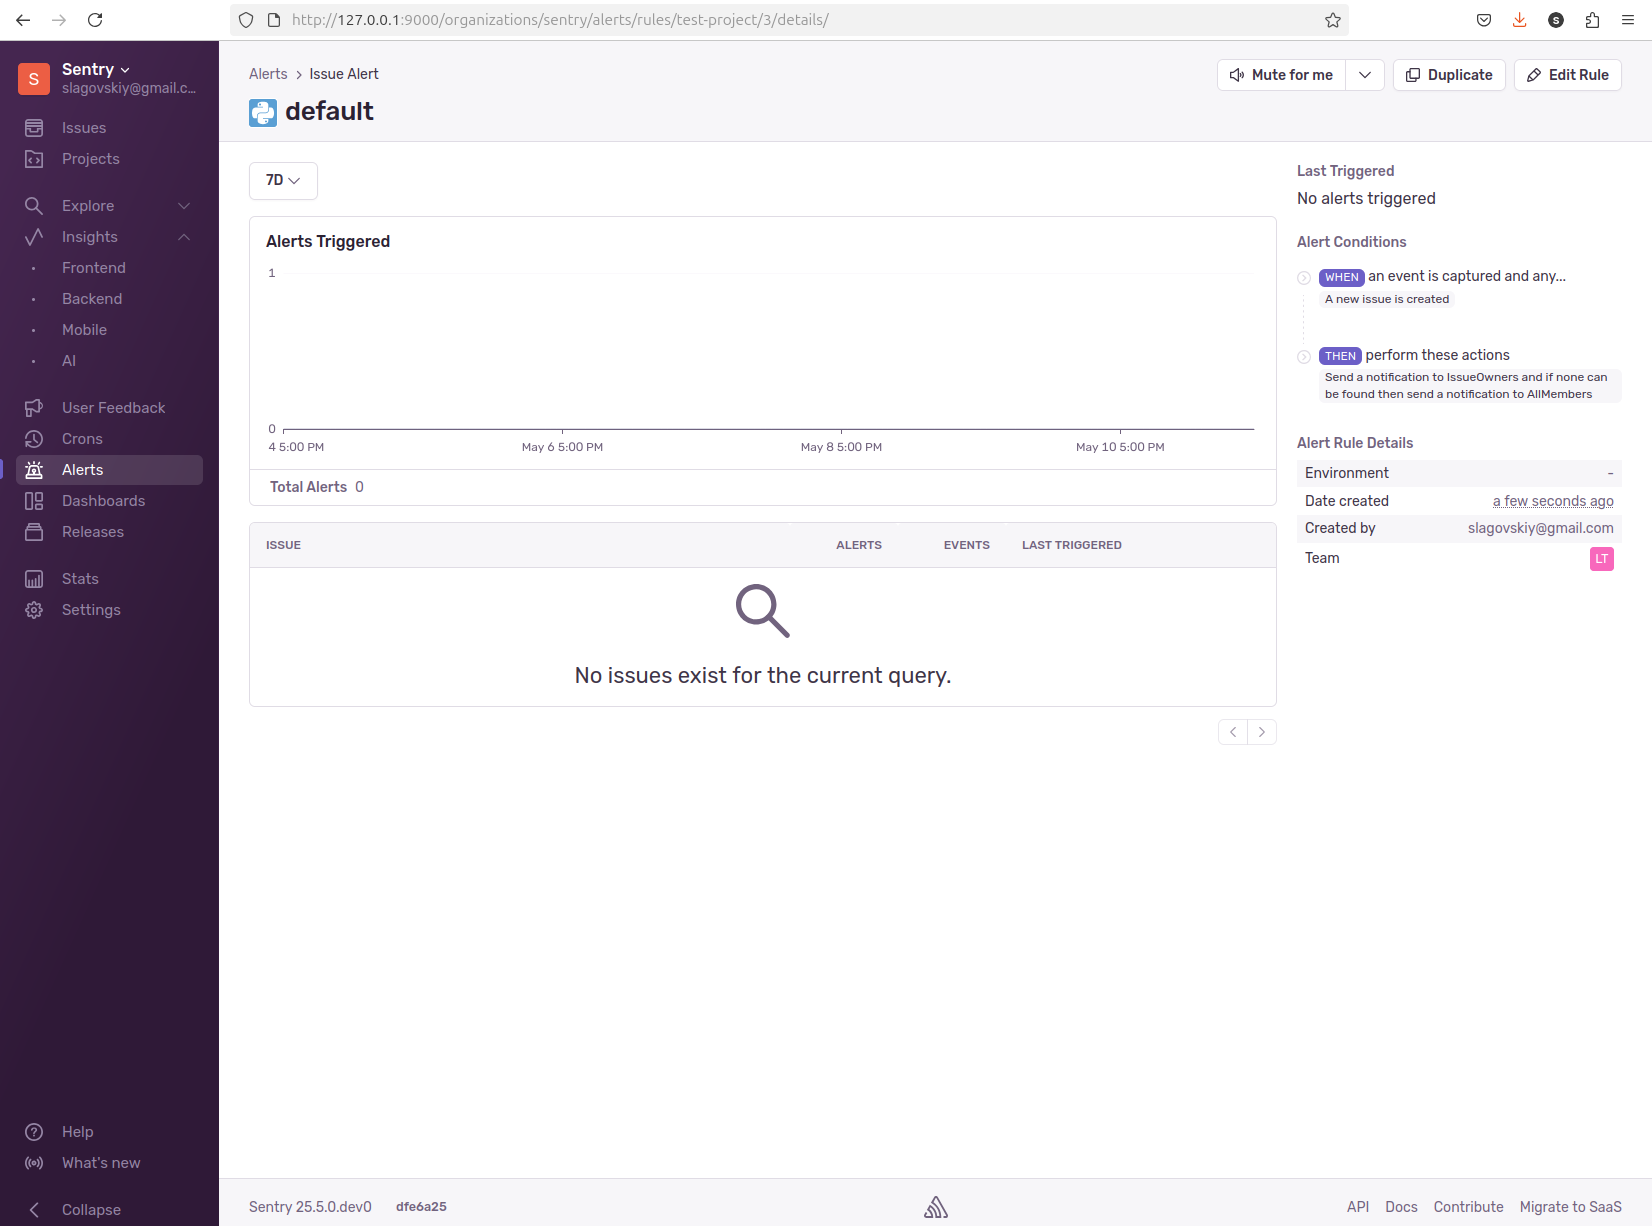 http://127.0.0.1:9000/organizations/sentry/alerts/rules/test-project/3/details/
S
S
Sentry
slagovskiy@gmail.c...
Issues
Projects
Explore
Insights
Frontend
Backend
Mobile
AI
User Feedback
Crons
Alerts
Dashboards
Releases
Stats
Settings
Help
What's new
Collapse
Alerts > Issue Alert
default
Mute for me
Duplicate
Edit Rule
7D
Alerts Triggered
1
0
4 5:00 PM May 6 5:00 PM May 8 5:00 PM May 10 5:00 PM
Total Alerts 0
ISSUE ALERTS EVENTS LAST TRIGGERED
No issues exist for the current query.
Last Triggered
No alerts triggered
Alert Conditions
WHEN an event is captured and any...
A new issue is created
THEN perform these actions
Send a notification to IssueOwners and if none can
be found then send a notification to AllMembers
Alert Rule Details
Environment -
Date created a few seconds ago
Created by slagovskiy@gmail.com
Team LT
Sentry 25.5.0.dev0 dfe6a25
API Docs Contribute Migrate to SaaS